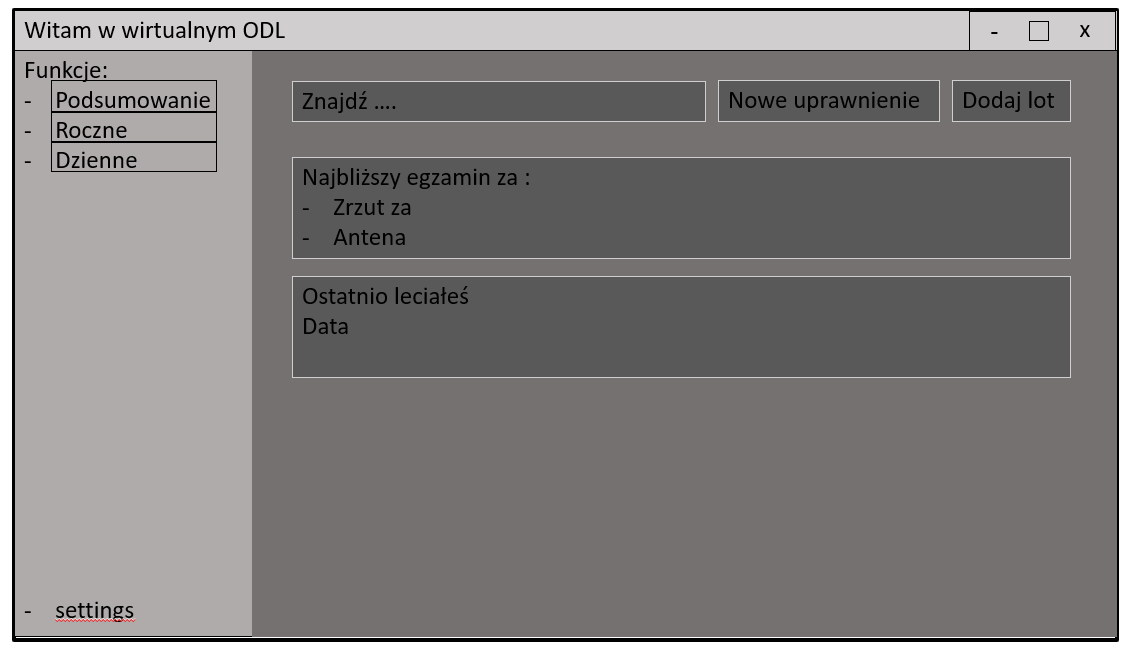 Witam w wirtualnym ODL
- x
Funkcje:
- Podsumowanie
- Roczne
- Dzienne
Znajdź ....
Nowe uprawnienie
Dodaj lot
Najbliższy egzamin za :
- Zrzut za
- Antena
Ostatnio leciałeś
Data
- settings